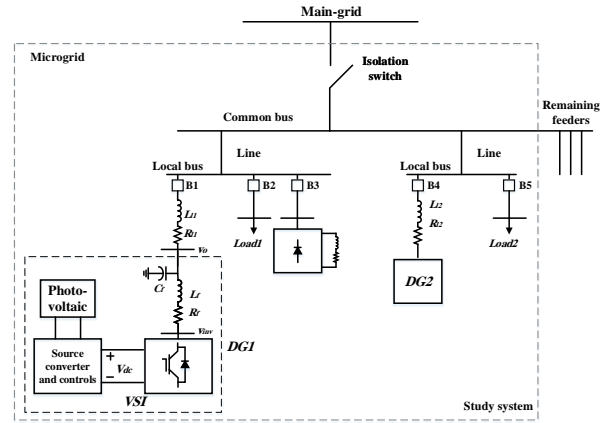 Main-grid
Microgrid
Isolation
switch
Common bus
Remaining
feeders
Line
Line
Local bus
Local bus
B1
B2
B3
B4
B5
Ll1
Rl1
Ll2
Rl2
Load1
Load2
vo
Cf
Lf
Rf
vinv
DG2
Photo-
voltaic
DG1
Source
converter
and controls
+
Vdc
−
VSI
Study system